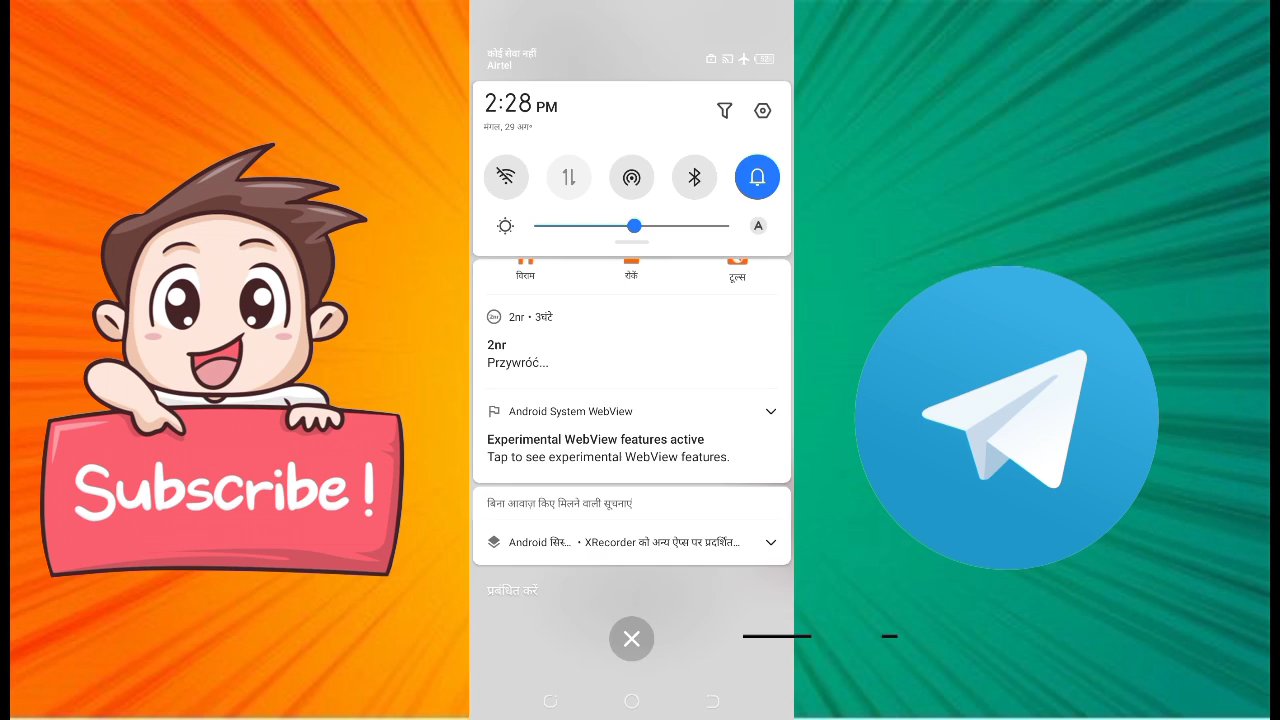 कोई सेवा नहीं
Airtel
92
2:28 PM
मंगल, 29 अग॰
A
विराम
रोकें
टूल्स
2nr • 3घंटे
2nr
Przywróć...
Android System WebView
Experimental WebView features active
Tap to see experimental WebView features.
बिना आवाज़ किए मिलने वाली सूचनाएं
Android सिस्‍... • XRecorder को अन्य ऐप्स पर प्रदर्शित...
प्रबंधित करें
Subscribe!